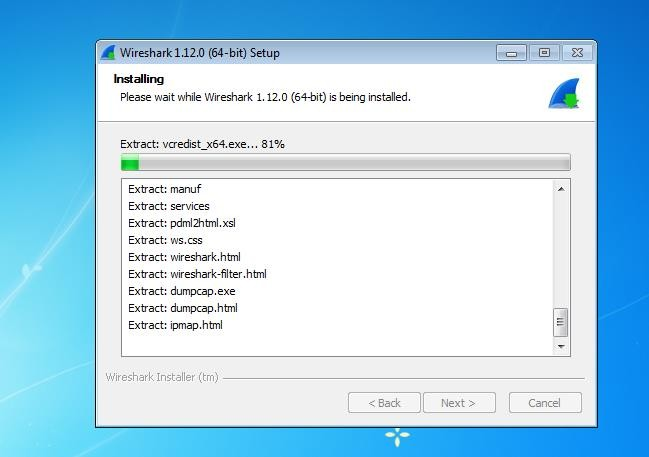 Wireshark 1.12.0 (64-bit) Setup
Installing
Please wait while Wireshark 1.12.0 (64-bit) is being installed.
Extract: vcredist_x64.exe... 81%
Extract: manuf
Extract: services
Extract: pdml2html.xsl
Extract: ws.css
Extract: wireshark.html
Extract: wireshark-filter.html
Extract: dumpcap.exe
Extract: dumpcap.html
Extract: ipmap.html
Wireshark Installer (tm)
< Back
Next >
Cancel